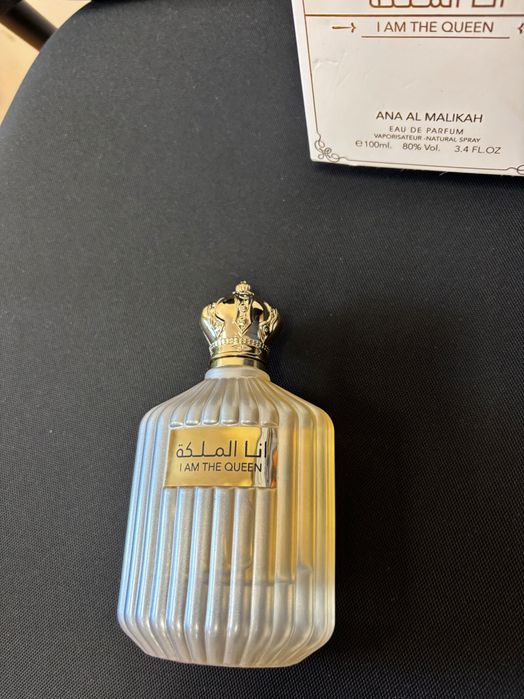 I AM THE QUEEN
ANA AL MALIKAH
EAU DE PARFUM
VAPORISATEUR -NATURAL SPRAY
℮100ml. 80% Vol. 3.4 FL.OZ
انا الملكة
I AM THE QUEEN